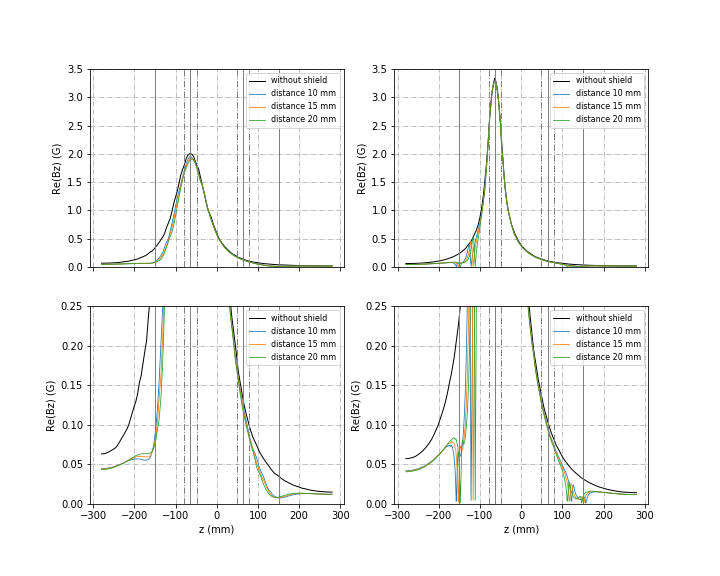 3.5
3.0
2.5
2.0
1.5
1.0
0.5
0.0
Re(Bz) (G)
without shield
distance 10 mm
distance 15 mm
distance 20 mm
3.5
3.0
2.5
2.0
1.5
1.0
0.5
0.0
Re(Bz) (G)
without shield
distance 10 mm
distance 15 mm
distance 20 mm
0.25
0.20
0.15
0.10
0.05
0.00
Re(Bz) (G)
without shield
distance 10 mm
distance 15 mm
distance 20 mm
−300 −200 −100 0 100 200 300
z (mm)
0.25
0.20
0.15
0.10
0.05
0.00
Re(Bz) (G)
without shield
distance 10 mm
distance 15 mm
distance 20 mm
−300 −200 −100 0 100 200 300
z (mm)